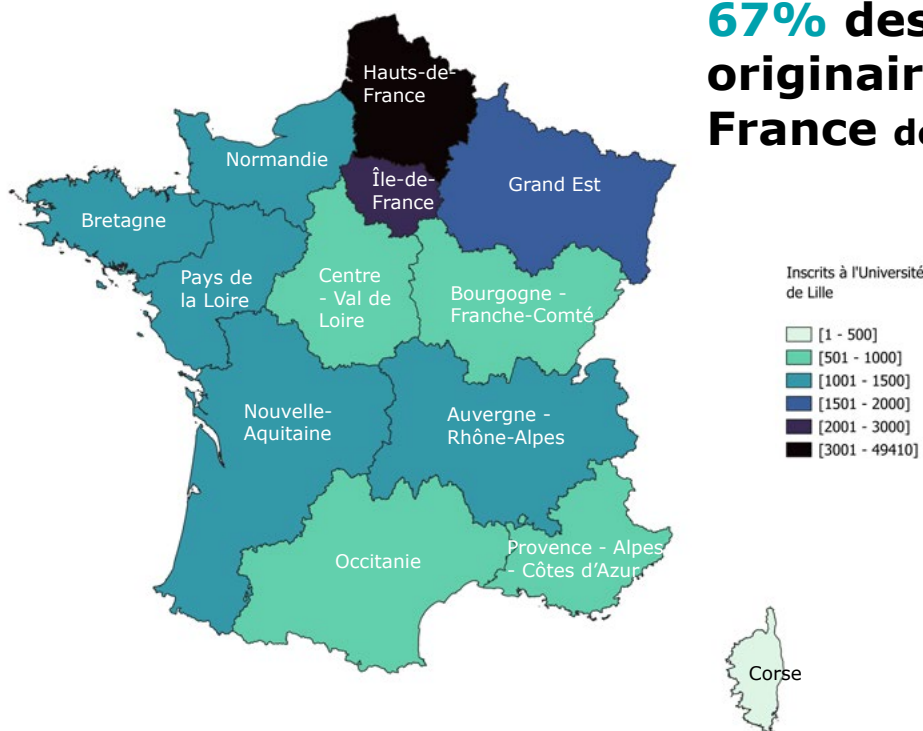 67% des
originair
France
Hauts-de-
France
Normandie
Île-de-
France
Grand Est
Bretagne
Pays de
la Loire
Centre
- Val de
Loire
Bourgogne -
Franche-Comté
Nouvelle-
Aquitaine
Auvergne -
Rhône-Alpes
Occitanie
Provence - Alpes
- Côtes d'Azur
Corse
Inscrits à l'Université
de Lille
[1 - 500]
[501 - 1000]
[1001 - 1500]
[1501 - 2000]
[2001 - 3000]
[3001 - 49410]